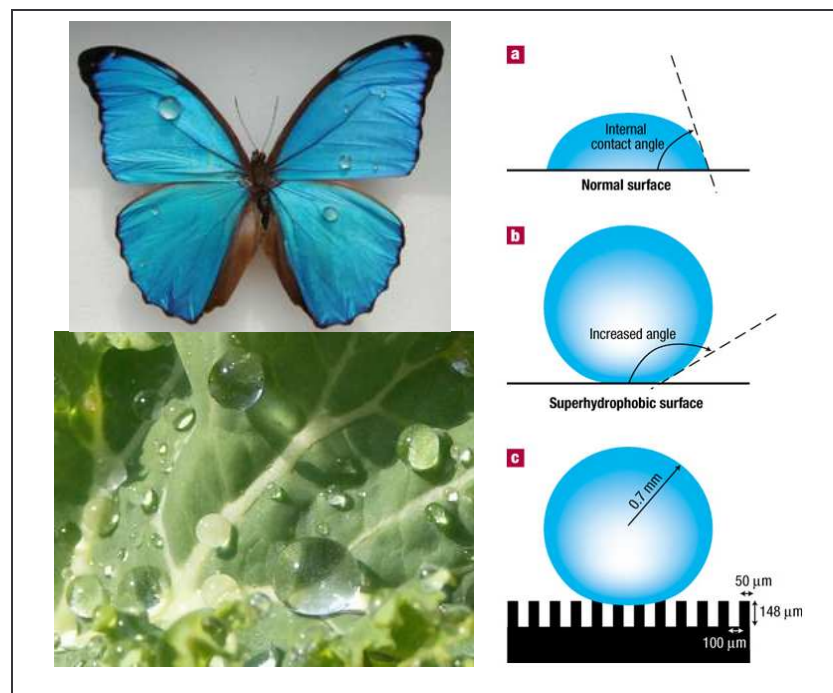 a
Internal
contact angle
Normal surface
b
Increased angle
Superhydrophobic surface
c
0.7 mm
50 μm
148 μm
100 μm